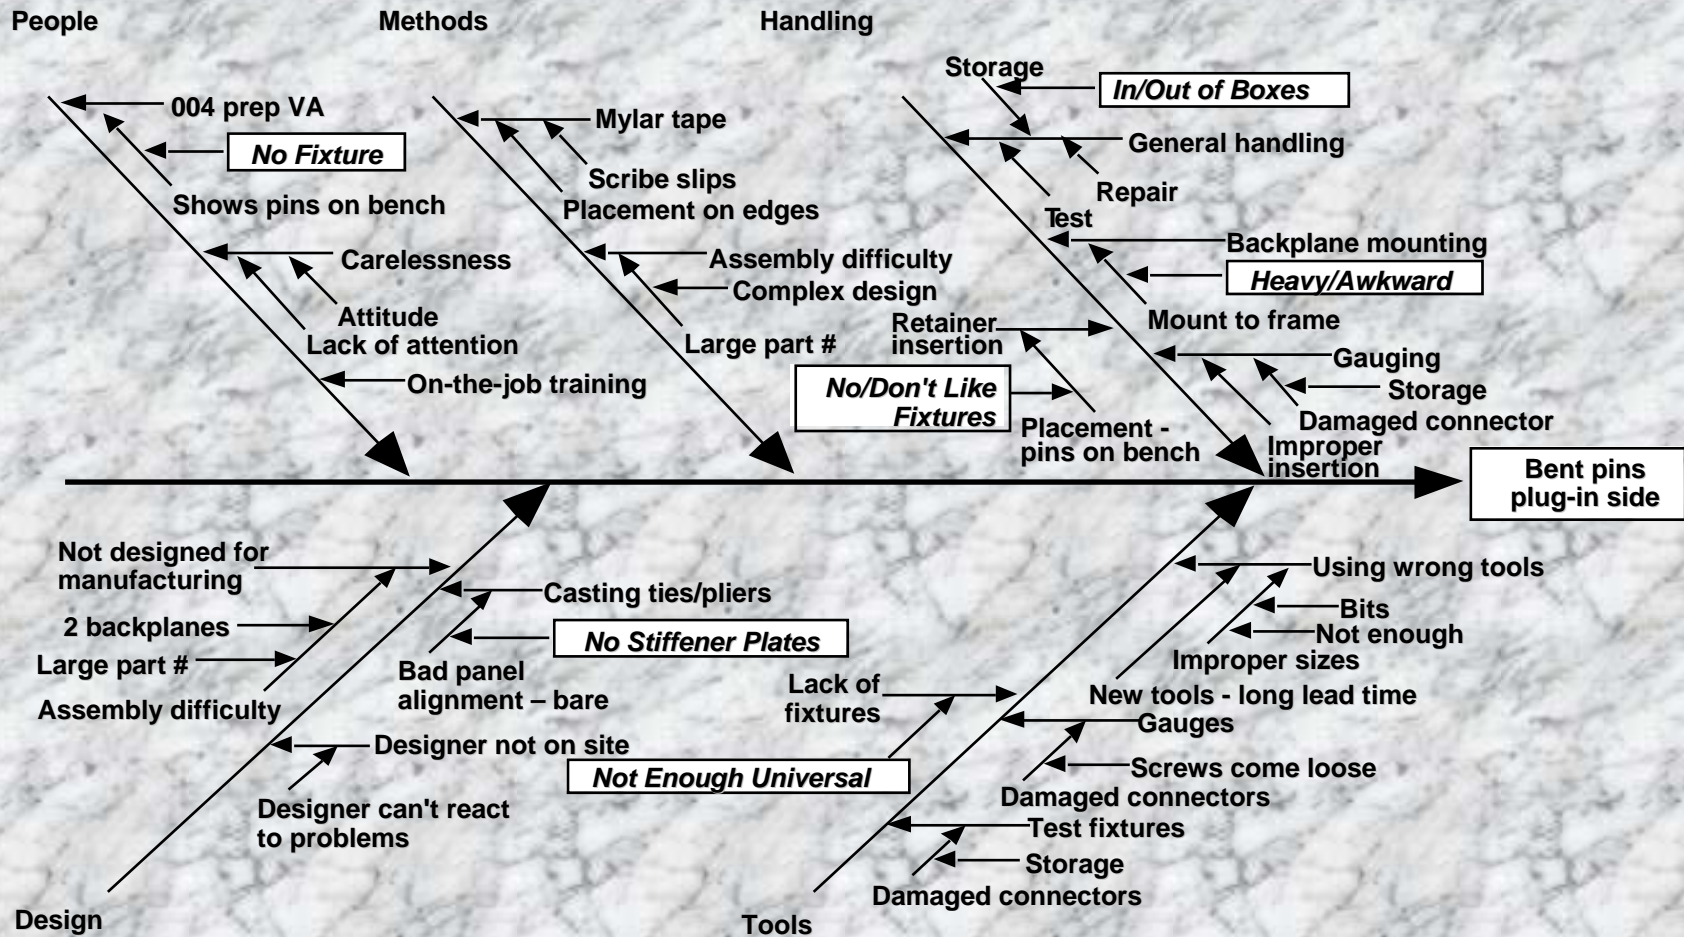 People
Methods
Handling
004 prep VA
No Fixture
Shows pins on bench
Carelessness
Attitude
Lack of attention
On-the-job training
Mylar tape
Scribe slips
Placement on edges
Assembly difficulty
Complex design
Large part #
Storage
In/Out of Boxes
General handling
Repair
Test
Backplane mounting
Heavy/Awkward
Mount to frame
Retainer
insertion
No/Don't Like
Fixtures
Placement -
pins on bench
Gauging
Storage
Damaged connector
Improper
insertion
Bent pins
plug-in side
Not designed for
manufacturing
2 backplanes
Large part #
Assembly difficulty
Casting ties/pliers
No Stiffener Plates
Bad panel
alignment – bare
Designer not on site
Designer can't react
to problems
Design
Using wrong tools
Bits
Not enough
Improper sizes
New tools - long lead time
Lack of
fixtures
Not Enough Universal
Gauges
Screws come loose
Damaged connectors
Test fixtures
Storage
Damaged connectors
Tools